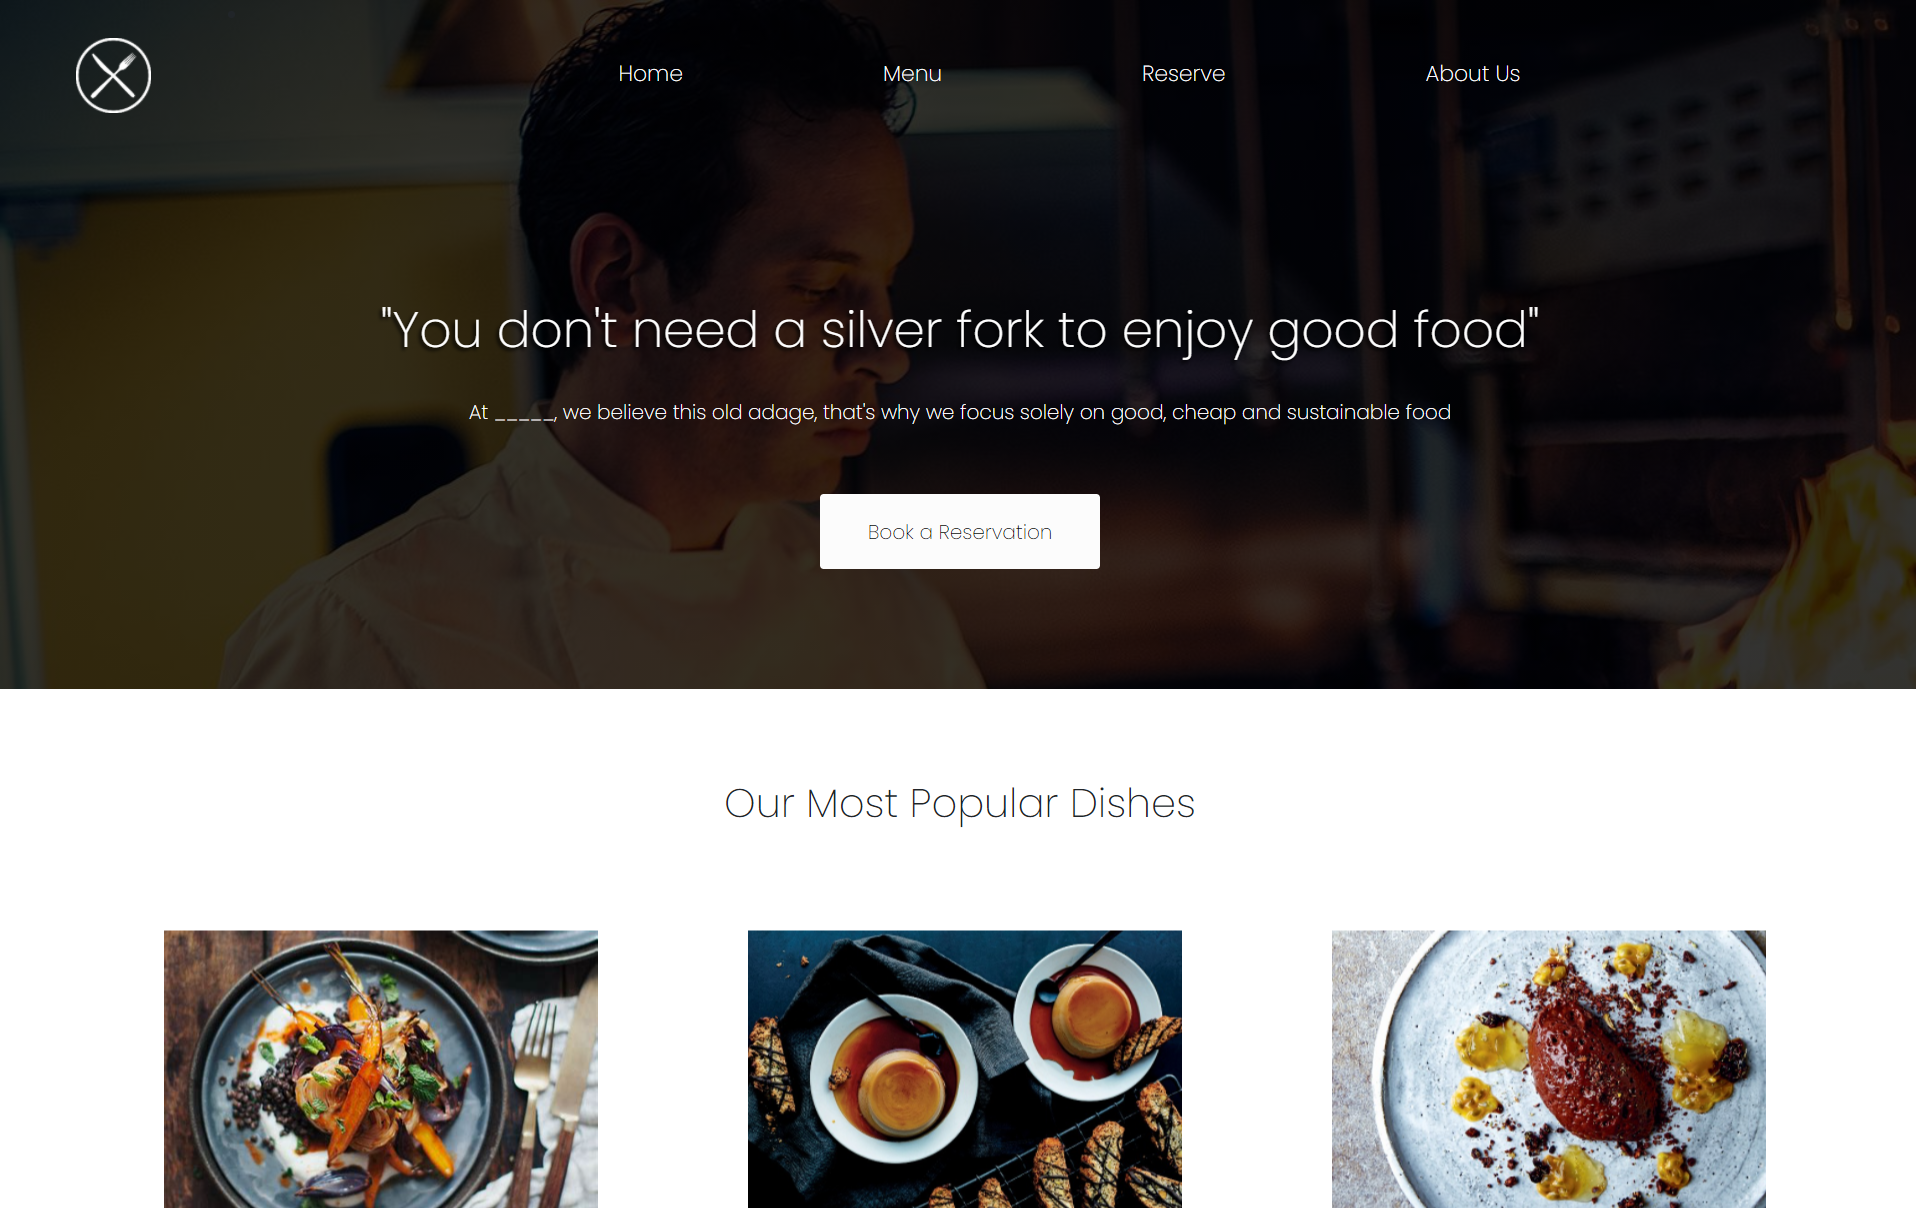 Home Menu Reserve About Us
"You don't need a silver fork to enjoy good food"
At _____, we believe this old adage, that's why we focus solely on good, cheap and sustainable food
Book a Reservation
Our Most Popular Dishes